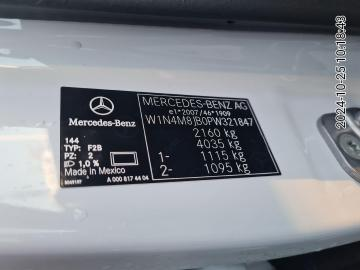 2024-10-25 10:18:43
MERCEDES-BENZ AG
e1*2007/46*1909
W1N4M8JB0PW321847
2160 kg
4035 kg
1- 1115 kg
2- 1095 kg
Mercedes-Benz
144
TYP: F2B
PZ: 2
1,0 %
Made in Mexico
A 000 817 44 04